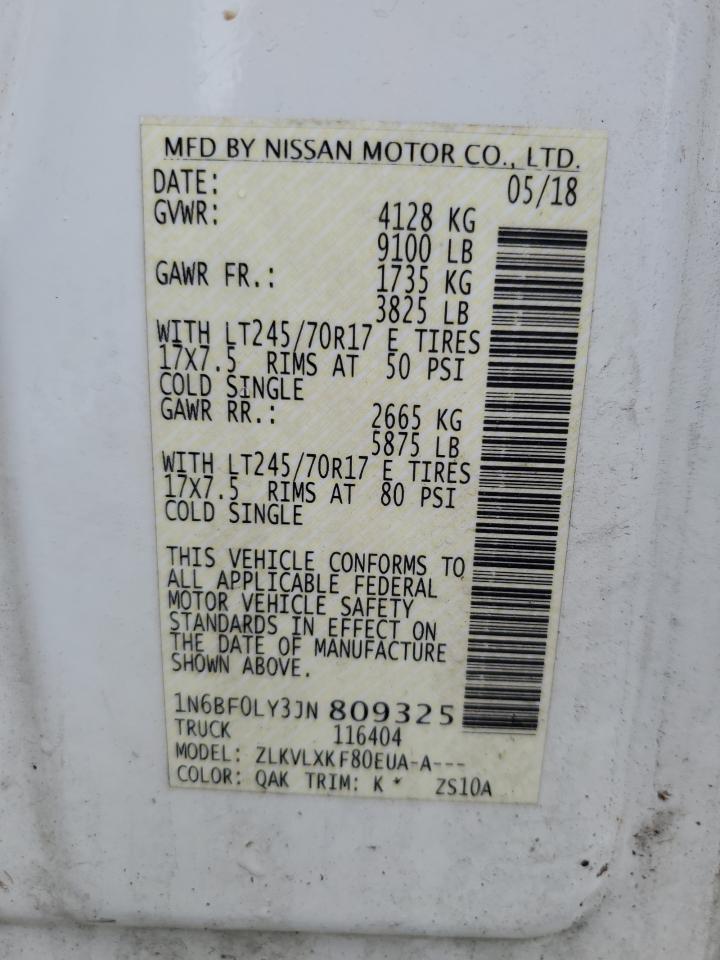 MFD BY NISSAN MOTOR CO., LTD.
DATE: 05/18
GVWR: 4128 KG
9100 LB
GAWR FR.: 1735 KG
3825 LB
WITH LT245/70R17 E TIRES
17X7.5 RIMS AT 50 PSI
COLD SINGLE
GAWR RR.: 2665 KG
5875 LB
WITH LT245/70R17 E TIRES
17X7.5 RIMS AT 80 PSI
COLD SINGLE
THIS VEHICLE CONFORMS TO
ALL APPLICABLE FEDERAL
MOTOR VEHICLE SAFETY
STANDARDS IN EFFECT ON
THE DATE OF MANUFACTURE
SHOWN ABOVE.
1N6BF0LY3JN 809325
TRUCK 116404
MODEL: ZLKVLXKF80EUA-A---
COLOR: QAK TRIM: K * ZS10A